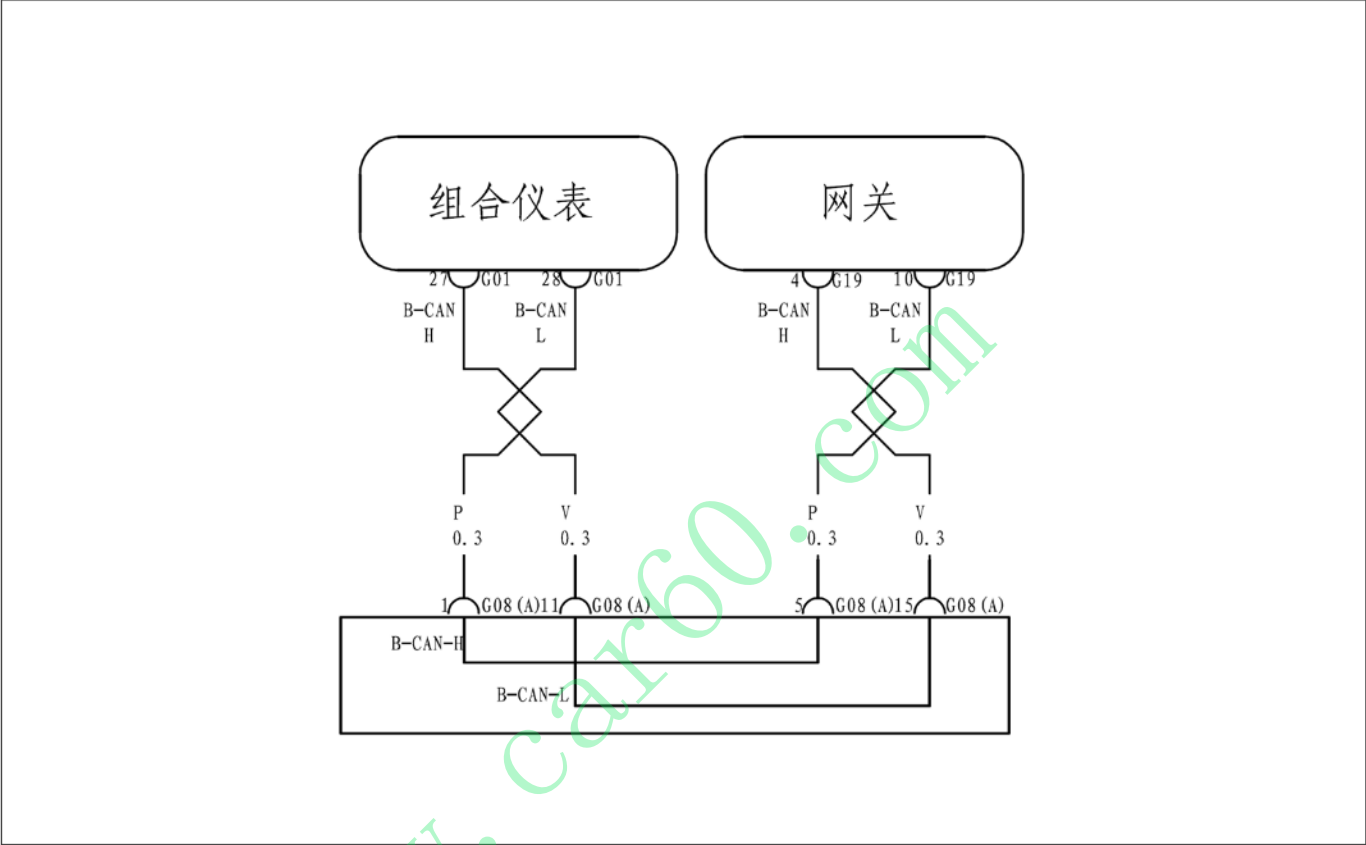 组合仪表 网关
27 G01 28 G01 4 G19 10 G19
B-CAN B-CAN B-CAN B-CAN
H L H L
P V P V
0.3 0.3 0.3 0.3
1 G08(A) 11 G08(A) 5 G08(A) 15 G08(A)
B-CAN-H
B-CAN-L
.car60.com